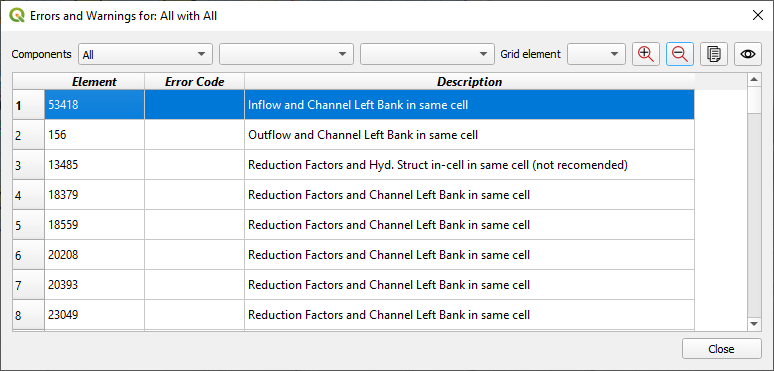 Errors and Warnings for: All with All
Components All Grid element
Element Error Code Description
1 53418 Inflow and Channel Left Bank in same cell
2 156 Outflow and Channel Left Bank in same cell
3 13485 Reduction Factors and Hyd. Struct in-cell in same cell (not recomended)
4 18379 Reduction Factors and Channel Left Bank in same cell
5 18559 Reduction Factors and Channel Left Bank in same cell
6 20208 Reduction Factors and Channel Left Bank in same cell
7 20393 Reduction Factors and Channel Left Bank in same cell
8 23049 Reduction Factors and Channel Left Bank in same cell
Close